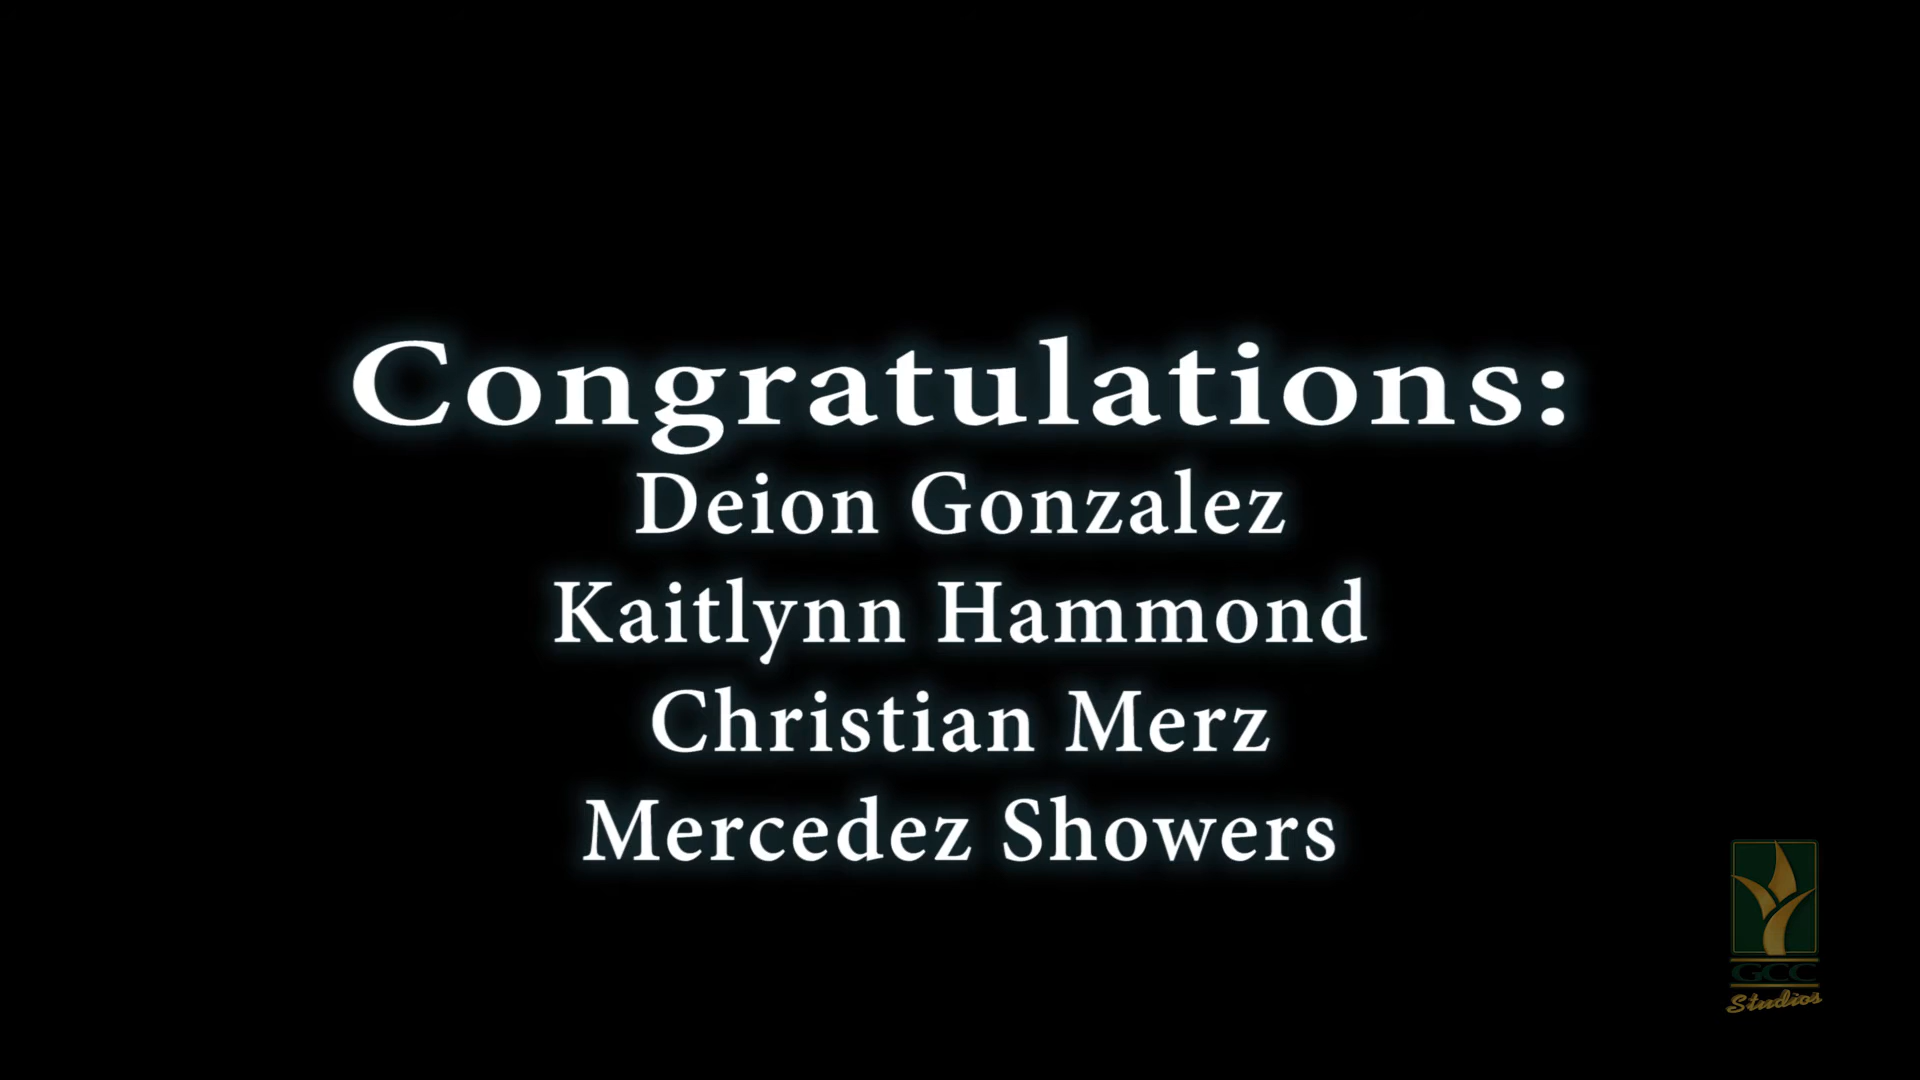 Congratulations:
Deion Gonzalez
Kaitlynn Hammond
Christian Merz
Mercedez Showers
GCC
Studios